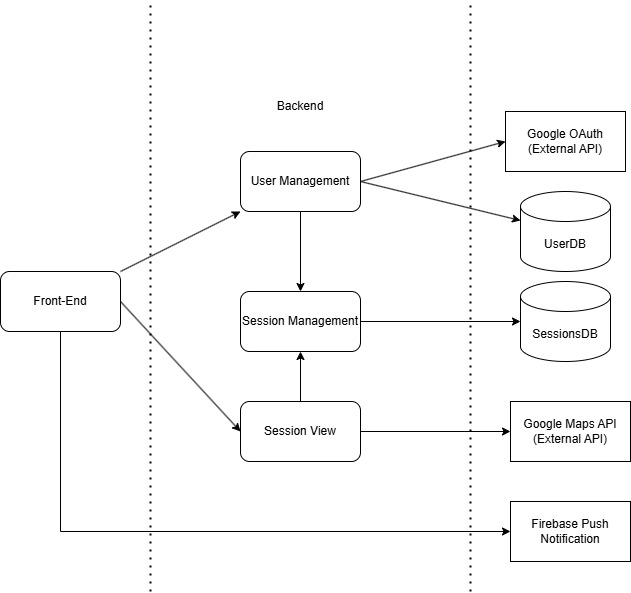 Backend
Google OAuth
(External API)
User Management
UserDB
Front-End
Session Management
SessionsDB
Session View
Google Maps API
(External API)
Firebase Push
Notification